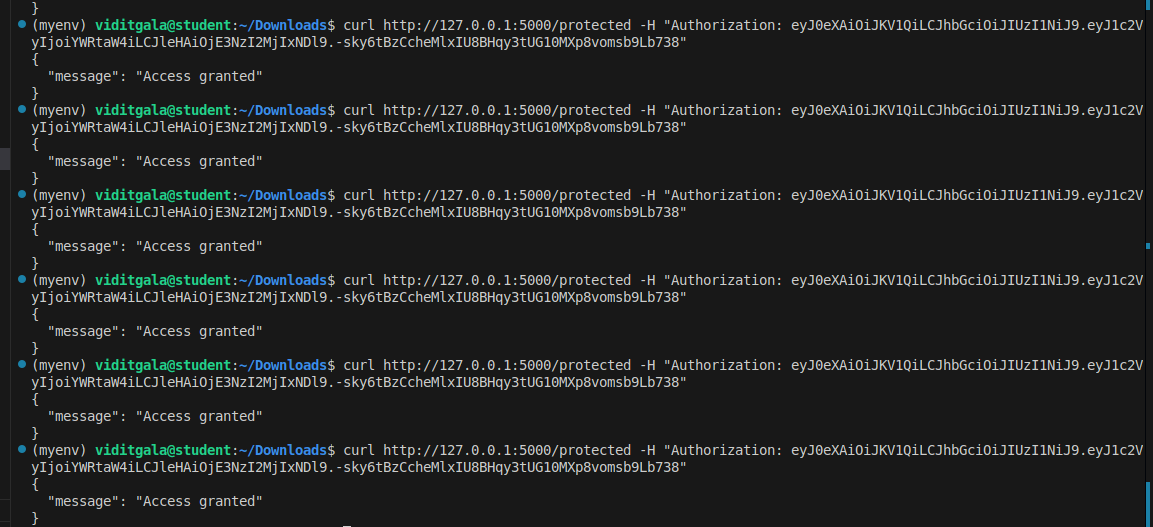 }
(myenv) viditgala@student:~/Downloads$ curl http://127.0.0.1:5000/protected -H "Authorization: eyJ0eXAiOiJKV1QiLCJhbGciOiJIUzI1NiJ9.eyJ1c2V
yIjoiYWRtaW4iLCJleHAiOjE3NzI2MjIxNDl9.-sky6tBzCcheMlxIU8BHqy3tUG10MXp8vomsb9Lb738"
{
  "message": "Access granted"
}
(myenv) viditgala@student:~/Downloads$ curl http://127.0.0.1:5000/protected -H "Authorization: eyJ0eXAiOiJKV1QiLCJhbGciOiJIUzI1NiJ9.eyJ1c2V
yIjoiYWRtaW4iLCJleHAiOjE3NzI2MjIxNDl9.-sky6tBzCcheMlxIU8BHqy3tUG10MXp8vomsb9Lb738"
{
  "message": "Access granted"
}
(myenv) viditgala@student:~/Downloads$ curl http://127.0.0.1:5000/protected -H "Authorization: eyJ0eXAiOiJKV1QiLCJhbGciOiJIUzI1NiJ9.eyJ1c2V
yIjoiYWRtaW4iLCJleHAiOjE3NzI2MjIxNDl9.-sky6tBzCcheMlxIU8BHqy3tUG10MXp8vomsb9Lb738"
{
  "message": "Access granted"
}
(myenv) viditgala@student:~/Downloads$ curl http://127.0.0.1:5000/protected -H "Authorization: eyJ0eXAiOiJKV1QiLCJhbGciOiJIUzI1NiJ9.eyJ1c2V
yIjoiYWRtaW4iLCJleHAiOjE3NzI2MjIxNDl9.-sky6tBzCcheMlxIU8BHqy3tUG10MXp8vomsb9Lb738"
{
  "message": "Access granted"
}
(myenv) viditgala@student:~/Downloads$ curl http://127.0.0.1:5000/protected -H "Authorization: eyJ0eXAiOiJKV1QiLCJhbGciOiJIUzI1NiJ9.eyJ1c2V
yIjoiYWRtaW4iLCJleHAiOjE3NzI2MjIxNDl9.-sky6tBzCcheMlxIU8BHqy3tUG10MXp8vomsb9Lb738"
{
  "message": "Access granted"
}
(myenv) viditgala@student:~/Downloads$ curl http://127.0.0.1:5000/protected -H "Authorization: eyJ0eXAiOiJKV1QiLCJhbGciOiJIUzI1NiJ9.eyJ1c2V
yIjoiYWRtaW4iLCJleHAiOjE3NzI2MjIxNDl9.-sky6tBzCcheMlxIU8BHqy3tUG10MXp8vomsb9Lb738"
{
  "message": "Access granted"
}